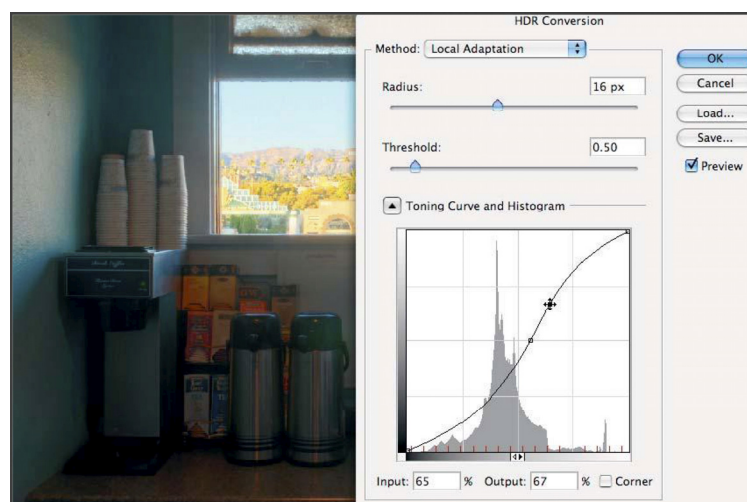 HDR Conversion
Method: Local Adaptation
OK
Radius: 16 px
Cancel
Load...
Save...
Threshold: 0.50
Preview
Toning Curve and Histogram
Input: 65 % Output: 67 % Corner